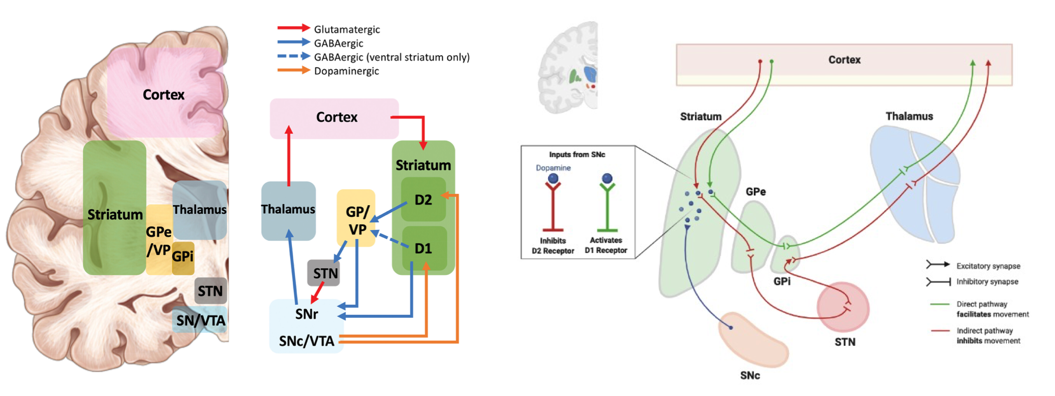 Cortex
Striatum
Thalamus
GPe
/VP
GPi
STN
SN/VTA
Glutamatergic
GABAergic
GABAergic (ventral striatum only)
Dopaminergic
Cortex
Striatum
D2
Thalamus
GP/
VP
D1
STN
SNr
SNc/VTA
Cortex
Striatum
Thalamus
Inputs from SNc
Dopamine
Inhibits
D2 Receptor
Activates
D1 Receptor
GPe
GPi
STN
SNc
Excitatory synapse
Inhibitory synapse
Direct pathway
facilitates movement
Indirect pathway
inhibits movement